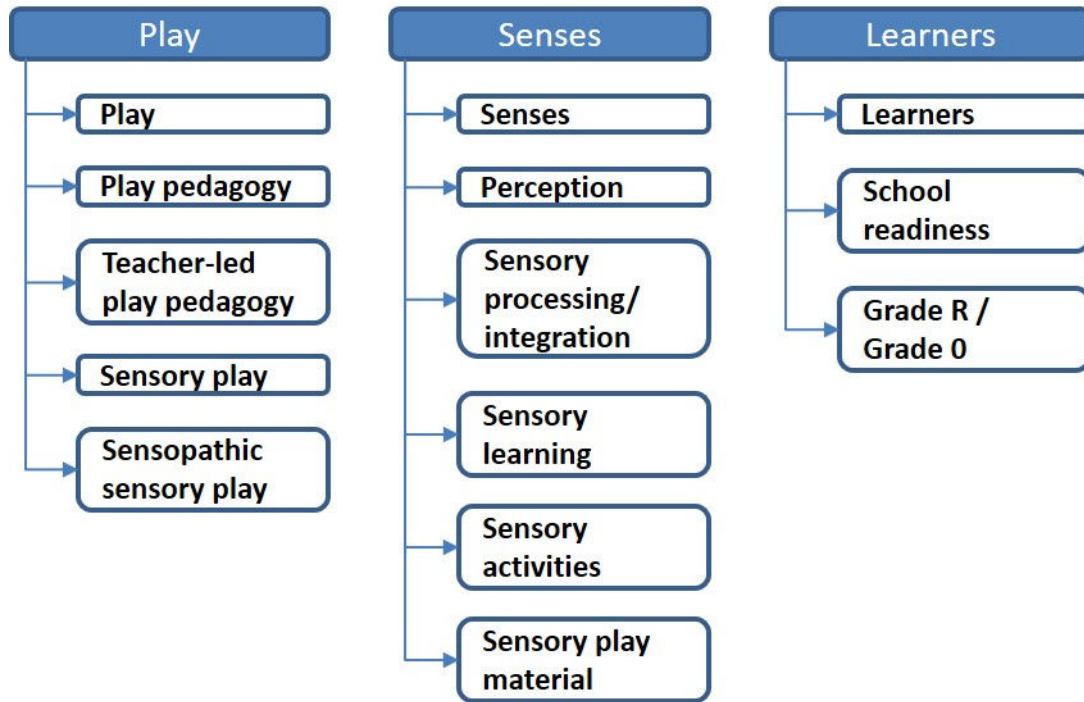 Play
Play
Play pedagogy
Teacher-led
play pedagogy
Sensory play
Sensopathic
sensory play
Senses
Senses
Perception
Sensory
processing/
integration
Sensory
learning
Sensory
activities
Sensory play
material
Learners
Learners
School
readiness
Grade R /
Grade 0